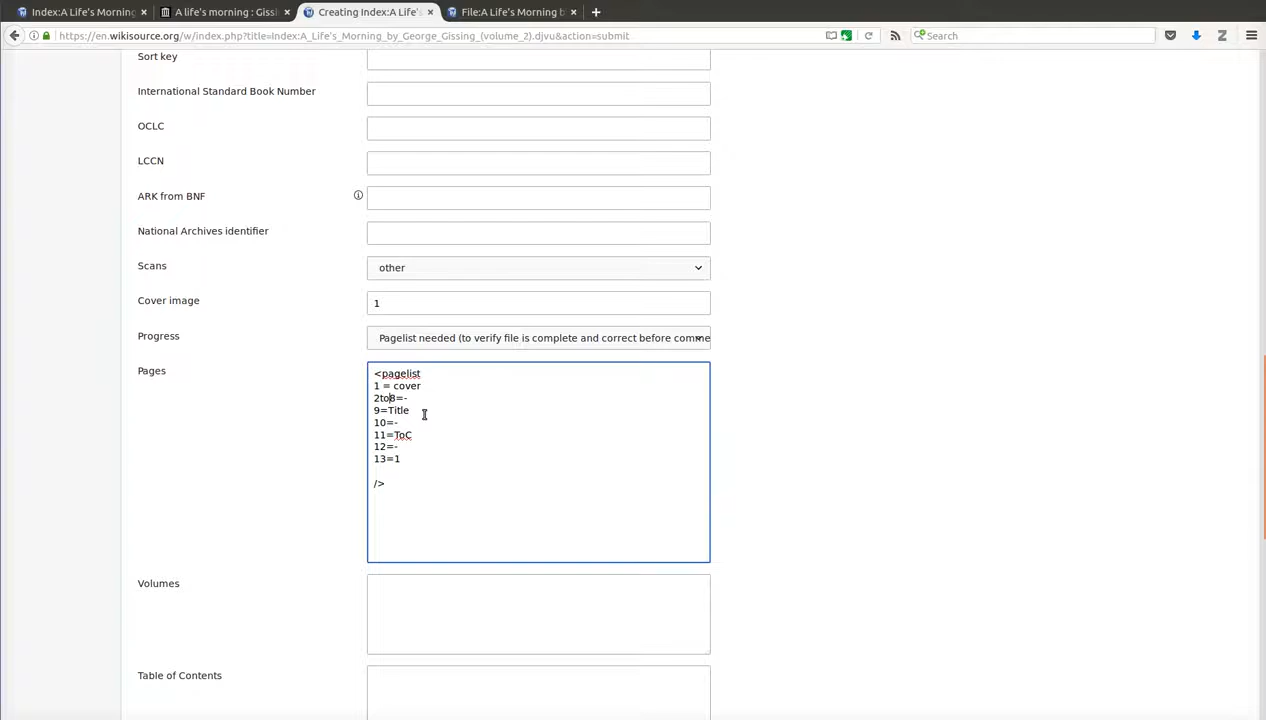 Index:A Life's Morning
A life's morning : Gissi
Creating Index:A Life's
File:A Life's Morning b
https://en.wikisource.org/w/index.php?title=Index:A_Life's_Morning_by_George_Gissing_(volume_2).djvu&action=submit
Search
Sort key
International Standard Book Number
OCLC
LCCN
ARK from BNF
National Archives identifier
Scans
other
Cover image
1
Progress
Pagelist needed (to verify file is complete and correct before comme
Pages
<pagelist
1 = cover
2to8=-
9=Title
10=-
11=ToC
12=-
13=1
/>
Volumes
Table of Contents